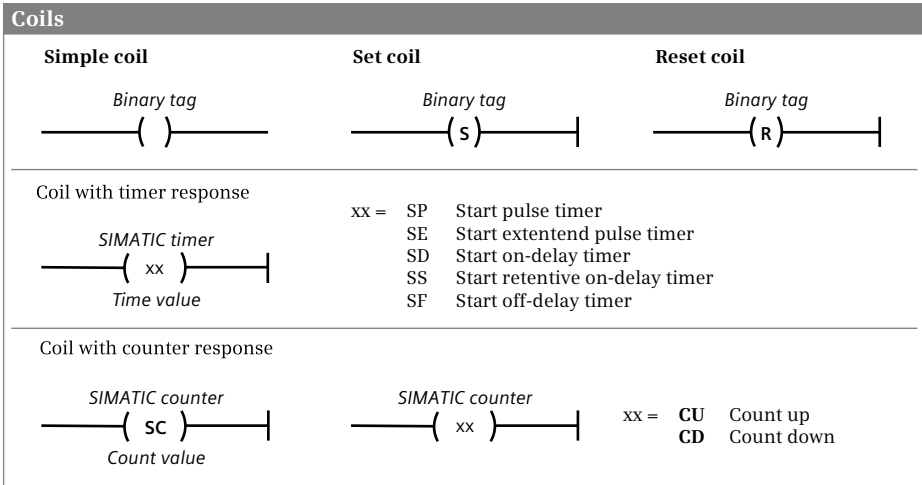 Coils
Simple coil Set coil Reset coil
Binary tag Binary tag Binary tag
( ) ( S ) ( R )
Coil with timer response
xx = SP Start pulse timer
SE Start extentend pulse timer
SIMATIC timer
SD Start on-delay timer
( xx )
SS Start retentive on-delay timer
Time value
SF Start off-delay timer
Coil with counter response
SIMATIC counter SIMATIC counter
( SC ) ( xx )
Count value
xx = CU Count up
CD Count down